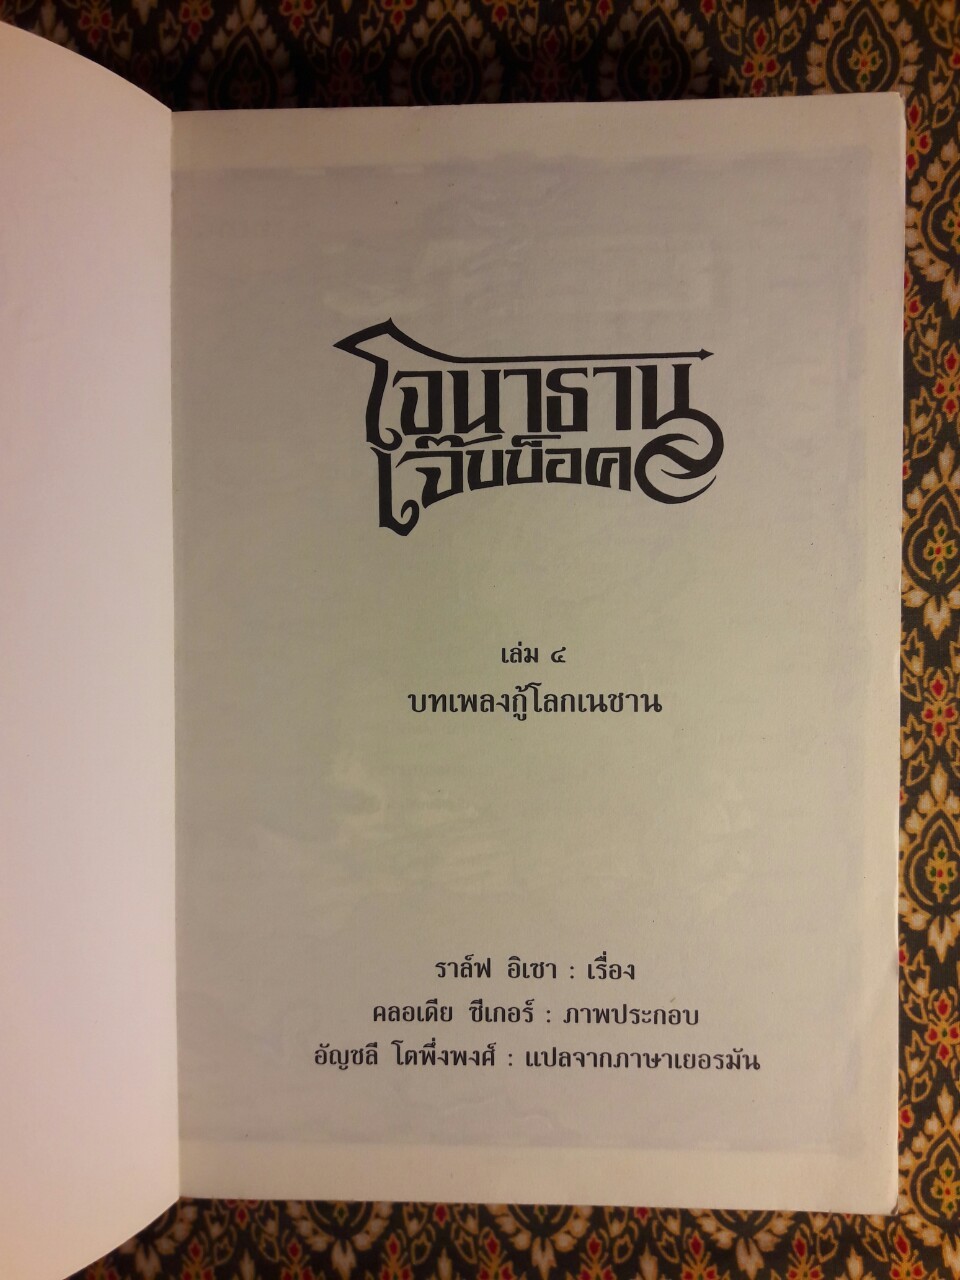 โจนาธาน
เจ๊บบ็อค
เล่ม ๔
บทเพลงกู้โลกเนชาน
ราล์ฟ อิเซา : เรื่อง
คลอเดีย ซีเกอร์ : ภาพประกอบ
อัญชลี โตพึ่งพงศ์ : แปลจากภาษาเยอรมัน